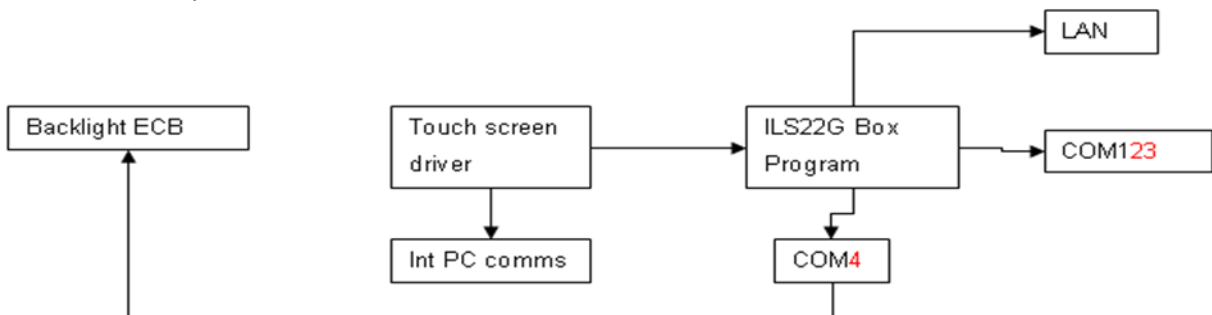 LAN
Backlight ECB
Touch screen
driver
ILS22G Box
Program
COM123
Int PC comms
COM4